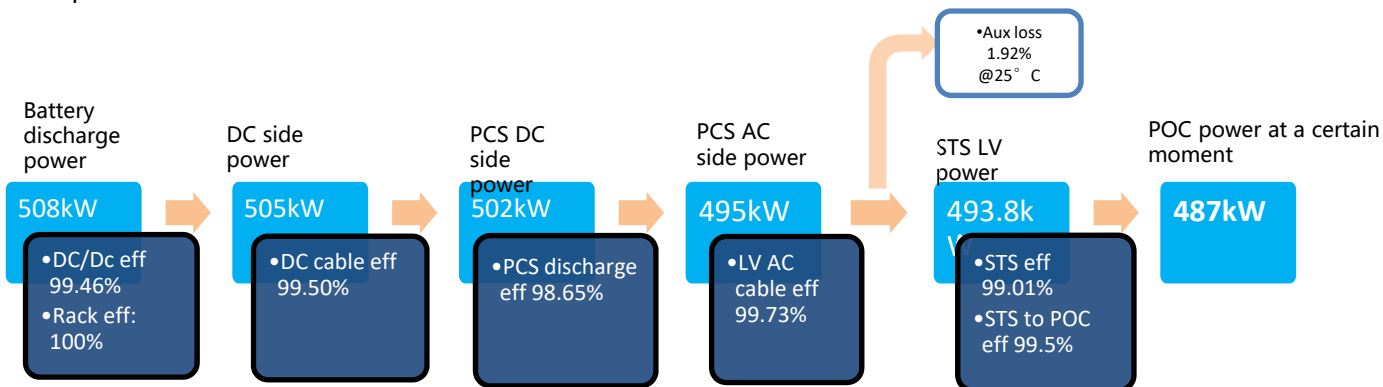 •Aux loss
1.92%
@25°C
Battery
discharge
power
DC side
power
PCS DC
side
power
PCS AC
side power
STS LV
power
POC power at a certain
moment
508kW
505kW
502kW
495kW
493.8k
W
487kW
•DC/Dc eff
99.46%
•Rack eff:
100%
•DC cable eff
99.50%
•PCS discharge
eff 98.65%
•LV AC
cable eff
99.73%
•STS eff
99.01%
•STS to POC
eff 99.5%